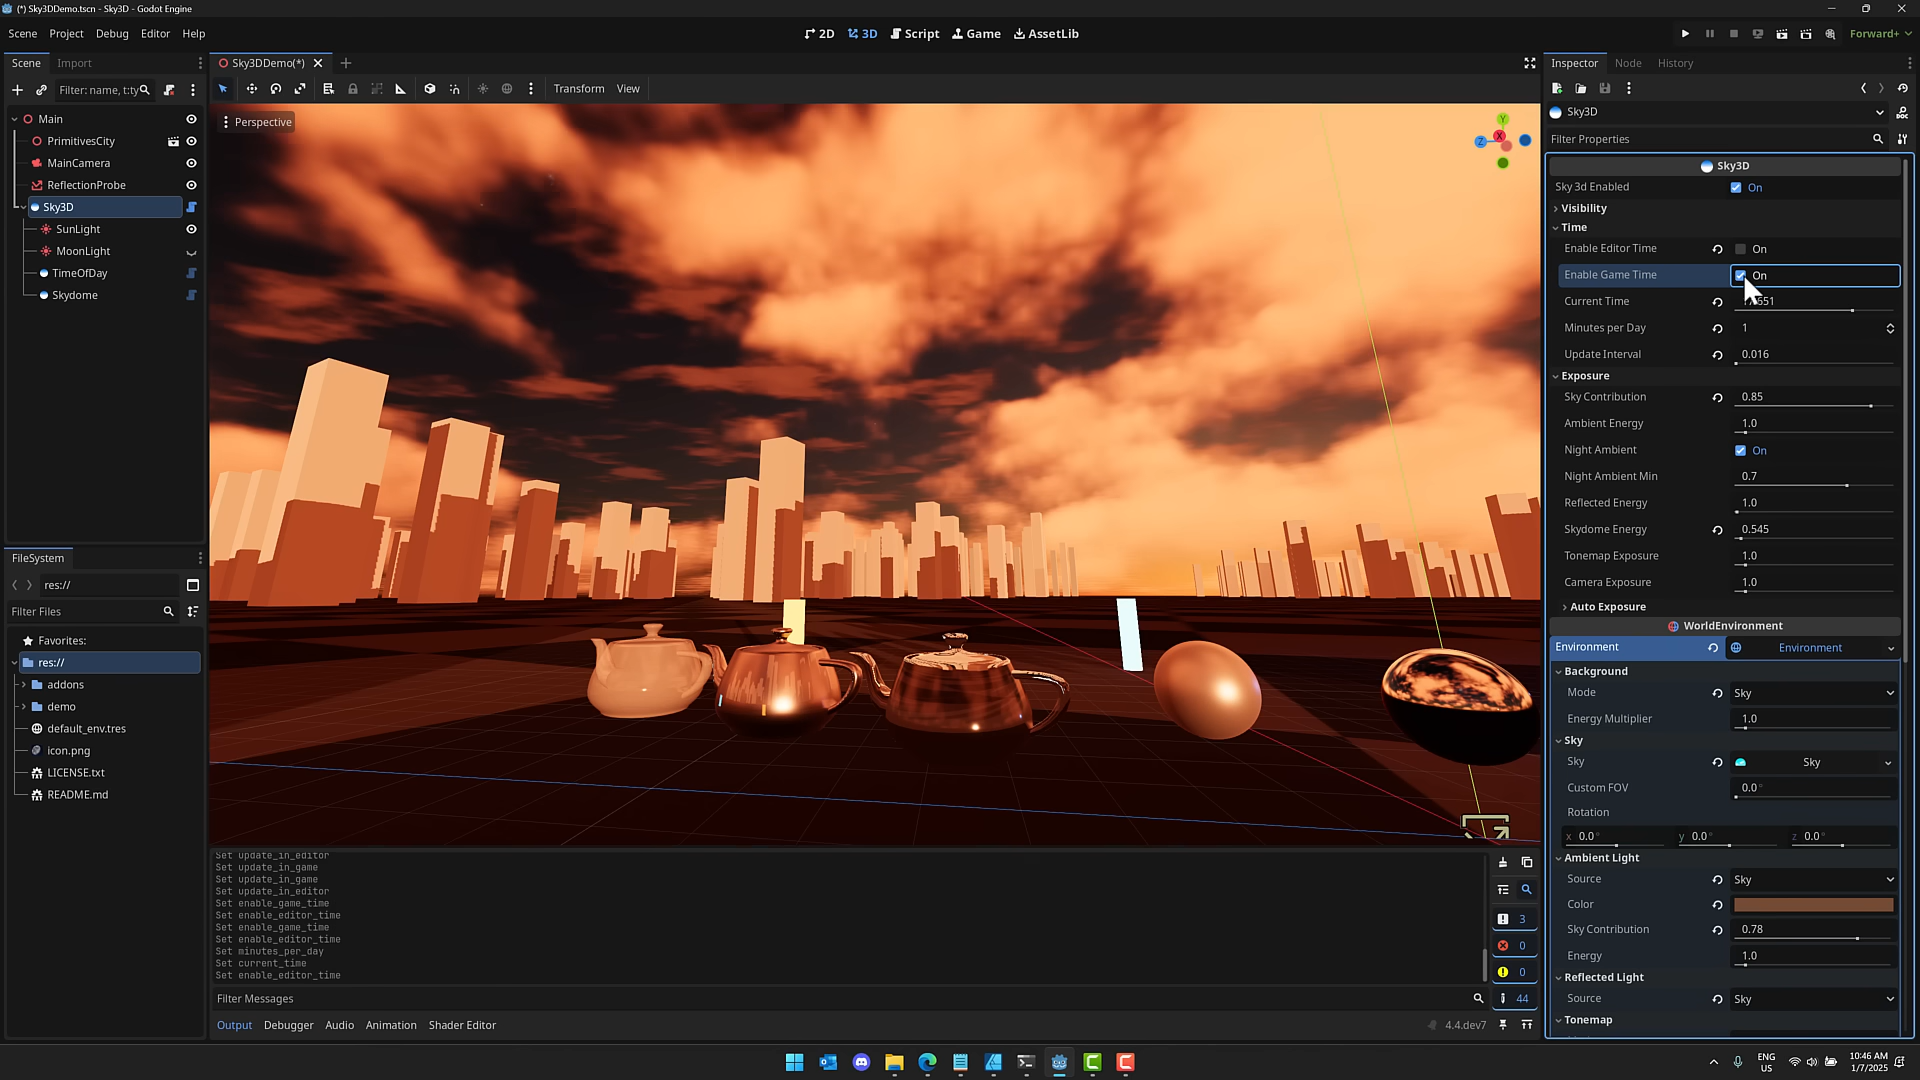 (*) Sky3DDemo.tscn - Sky3D - Godot Engine
Scene Project Debug Editor Help
2D 3D Script Game AssetLib
Forward+
Scene Import
Filter: name, t:ty
Main
PrimitivesCity
MainCamera
ReflectionProbe
Sky3D
SunLight
MoonLight
TimeOfDay
Skydome
FileSystem
res://
Filter Files
Favorites:
res://
addons
demo
default_env.tres
icon.png
LICENSE.txt
README.md
Sky3DDemo(*)
Transform View
Perspective
Y
X
Z
Set update_in_editor
Set update_in_game
Set update_in_game
Set update_in_editor
Set enable_game_time
Set enable_editor_time
Set enable_game_time
Set enable_editor_time
Set minutes_per_day
Set current_time
Set enable_editor_time
3
0
0
44
Filter Messages
Output Debugger Audio Animation Shader Editor
4.4.dev7
Inspector Node History
Sky3D
Filter Properties
Sky3D
Sky 3d Enabled On
Visibility
Time
Enable Editor Time On
Enable Game Time On
Current Time
Minutes per Day 1
Update Interval 0.016
Exposure
Sky Contribution 0.85
Ambient Energy 1.0
Night Ambient On
Night Ambient Min 0.7
Reflected Energy 1.0
Skydome Energy 0.545
Tonemap Exposure 1.0
Camera Exposure 1.0
Auto Exposure
WorldEnvironment
Environment Environment
Background
Mode Sky
Energy Multiplier 1.0
Sky
Sky Sky
Custom FOV 0.0°
Rotation
x 0.0° y 0.0° z 0.0°
Ambient Light
Source Sky
Color
Sky Contribution 0.78
Energy 1.0
Reflected Light
Source Sky
Tonemap
ENG
US
10:46 AM
1/7/2025